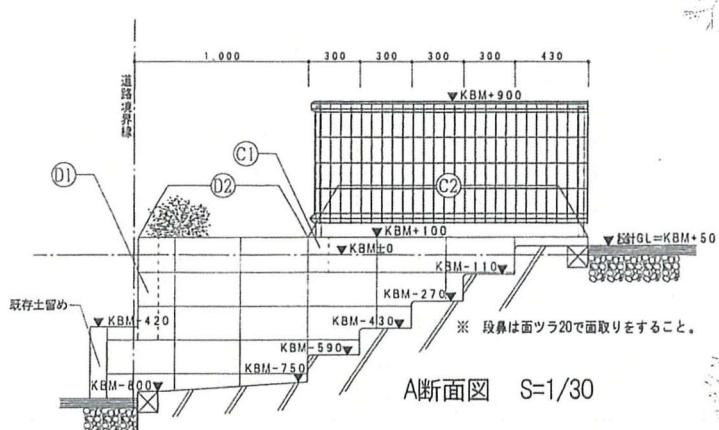 1,000 300 300 300 300 430
道路境界線
KBM+900
C1
D1
D2
C2
KBM+100
KBM±0
設計GL=KBM+50
KBM-110
KBM-270
既存土留め
KBM-420
KBM-430
※ 段鼻は面ツラ20で面取りをすること。
KBM-590
KBM-750
KBM-800
A断面図 S=1/30